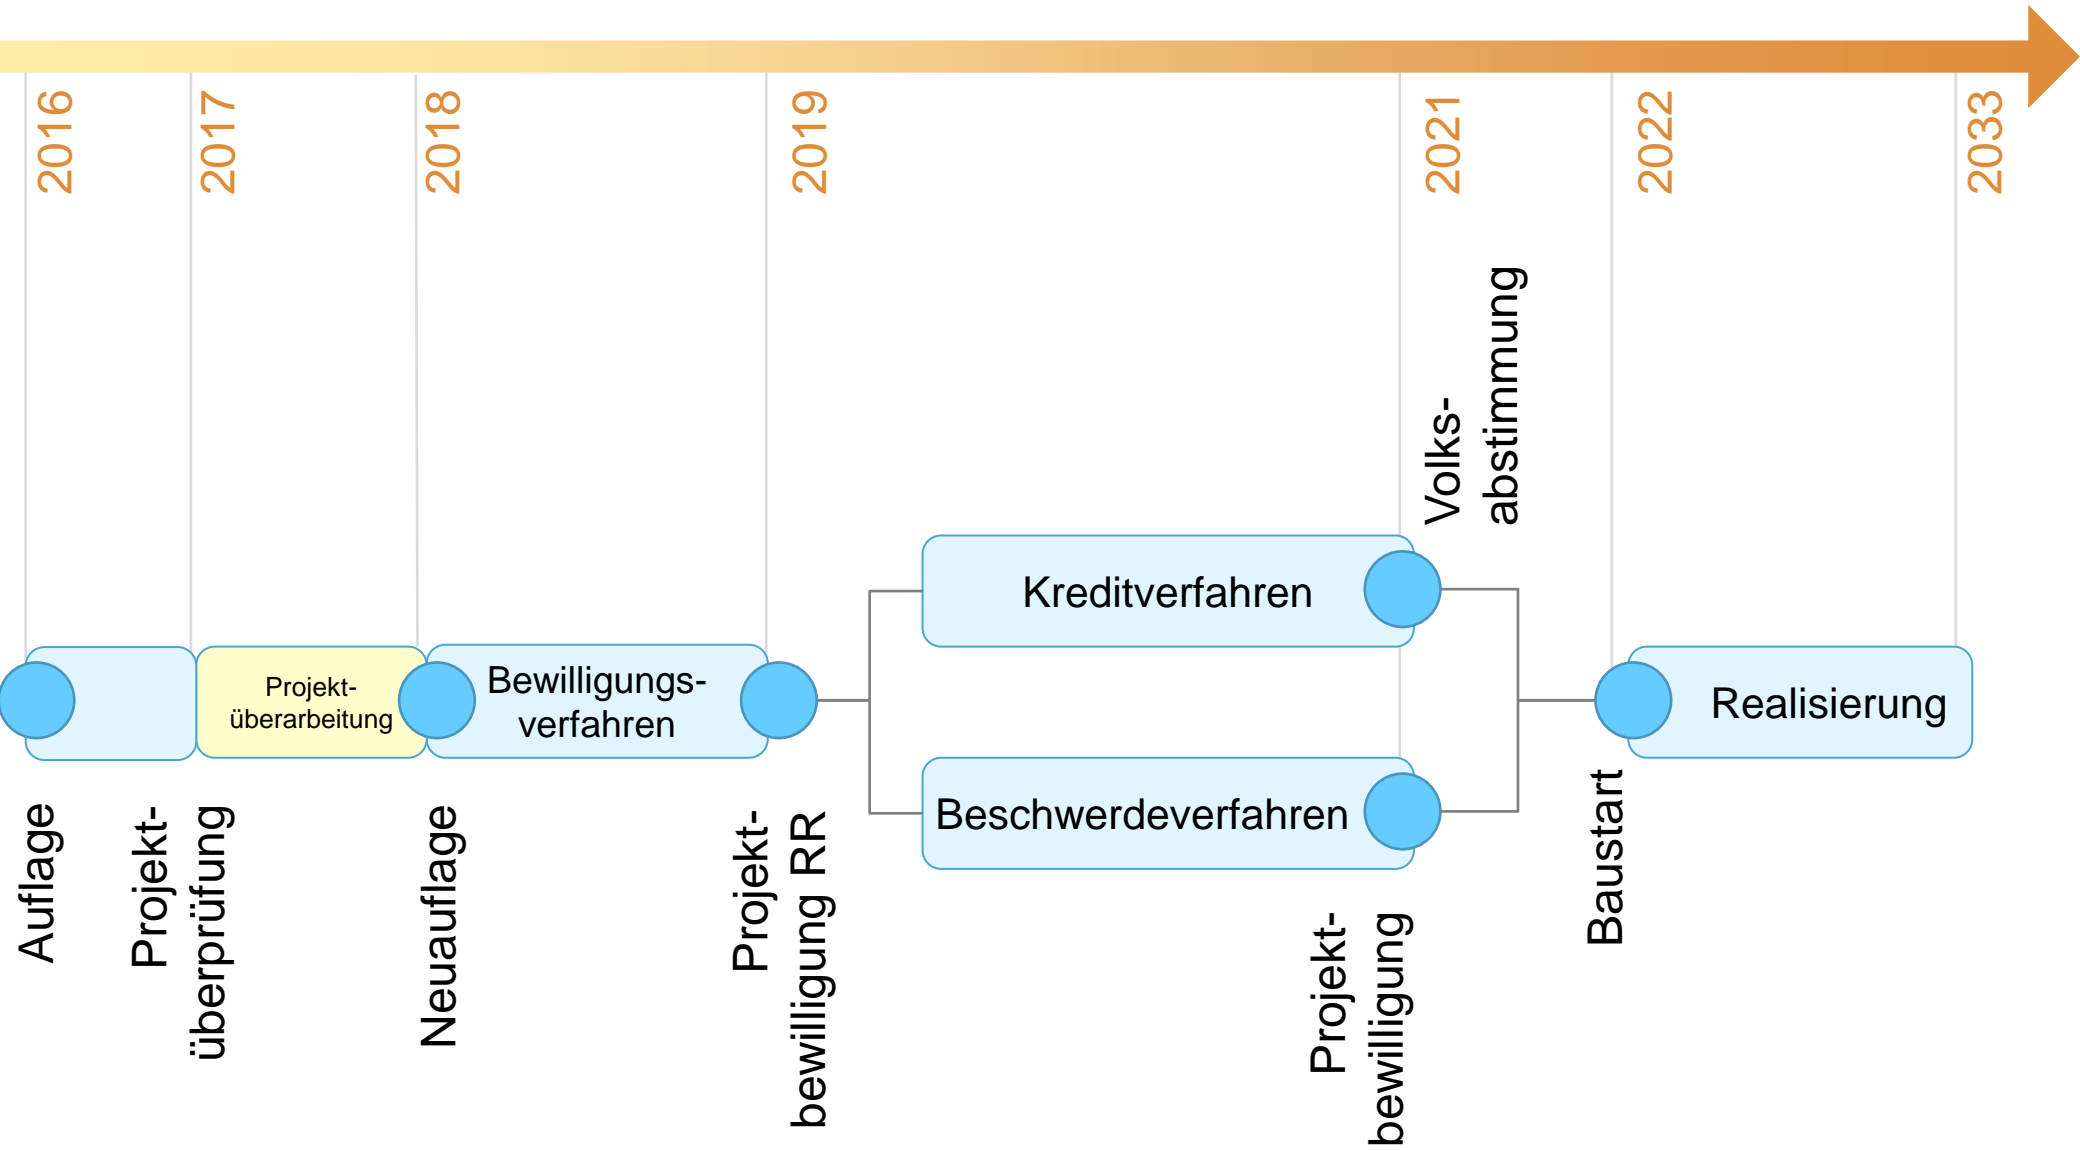 2016
2017
2018
2019
2021
2022
2033
Volks-
abstimmung
Kreditverfahren
Projekt-
überarbeitung
Bewilligungs-
verfahren
Realisierung
Beschwerdeverfahren
Auflage
Projekt-
überprüfung
Neuauflage
Projekt-
bewilligung RR
Projekt-
bewilligung
Baustart